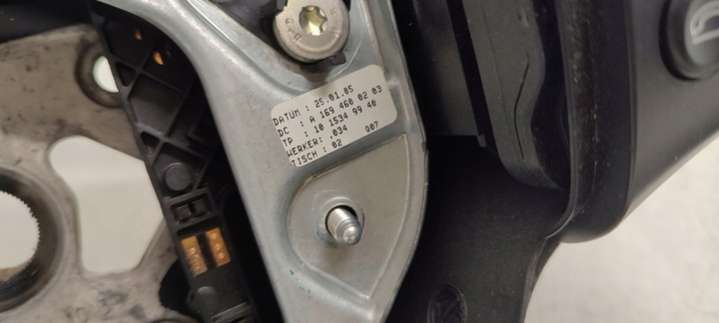 DATUM : 25.01.05
DC : A 169 460 02 03
TP : 10 1534 99 40
WERKER: .034 007
TISCH : 02